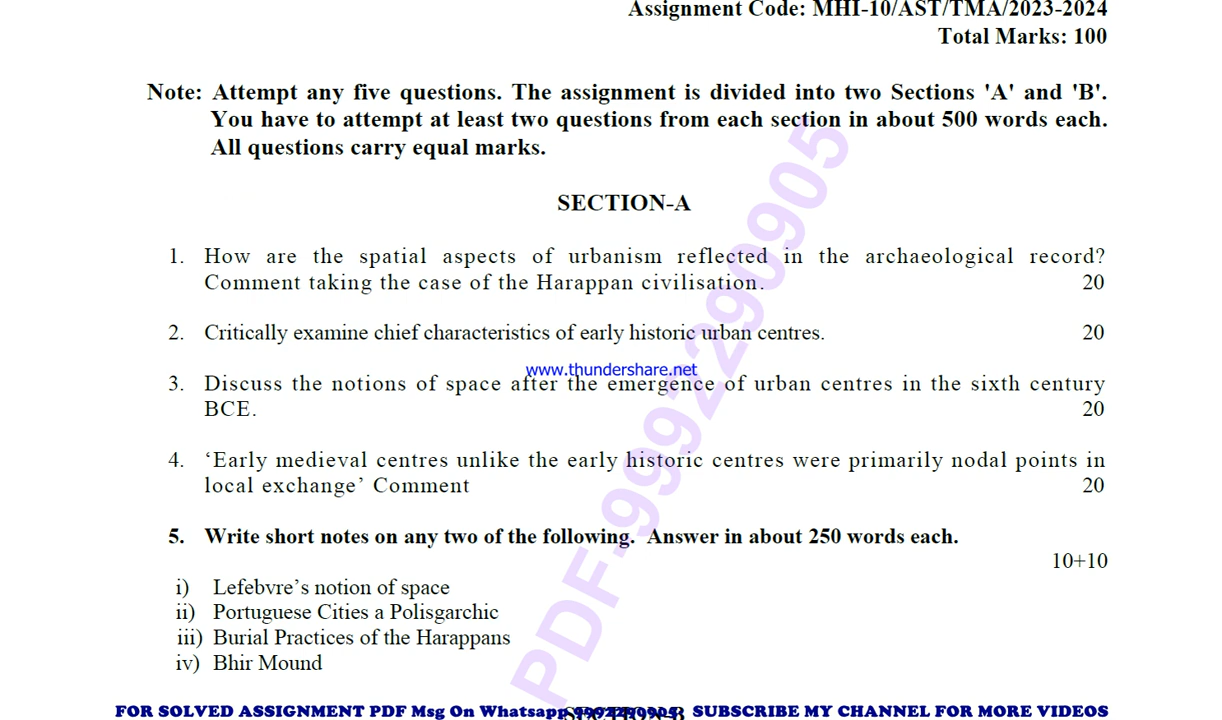 Assignment Code: MHI-10/AST/TMA/2023-2024
Total Marks: 100
Note: Attempt any five questions. The assignment is divided into two Sections 'A' and 'B'.
You have to attempt at least two questions from each section in about 500 words each.
All questions carry equal marks.
SECTION-A
1. How are the spatial aspects of urbanism reflected in the archaeological record?
Comment taking the case of the Harappan civilisation. 20
2. Critically examine chief characteristics of early historic urban centres. 20
www.thundershare.net
3. Discuss the notions of space after the emergence of urban centres in the sixth century
BCE. 20
4. ‘Early medieval centres unlike the early historic centres were primarily nodal points in
local exchange’ Comment 20
5. Write short notes on any two of the following. Answer in about 250 words each.
10+10
i) Lefebvre’s notion of space
ii) Portuguese Cities a Polisgarchic
iii) Burial Practices of the Harappans
iv) Bhir Mound
PDF-9992290905
SECTION-B
FOR SOLVED ASSIGNMENT PDF Msg On Whatsapp 9992290905 SUBSCRIBE MY CHANNEL FOR MORE VIDEOS